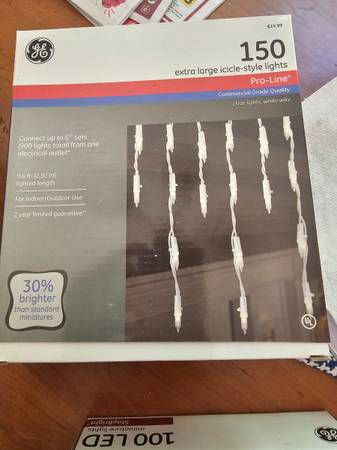 $19.99
GE
150
extra large icicle-style lights
Pro-Line®
Commercial Grade Quality
clear lights, white wire
Connect up to 6* sets
(900 lights total) from one
electrical outlet*
9.6 ft. (2.92 m)
lighted length
For Indoor/Outdoor Use
2 year limited guarantee**
30%
brighter
than standard
miniatures
UL
100 LED
miniature lights
StayBright™